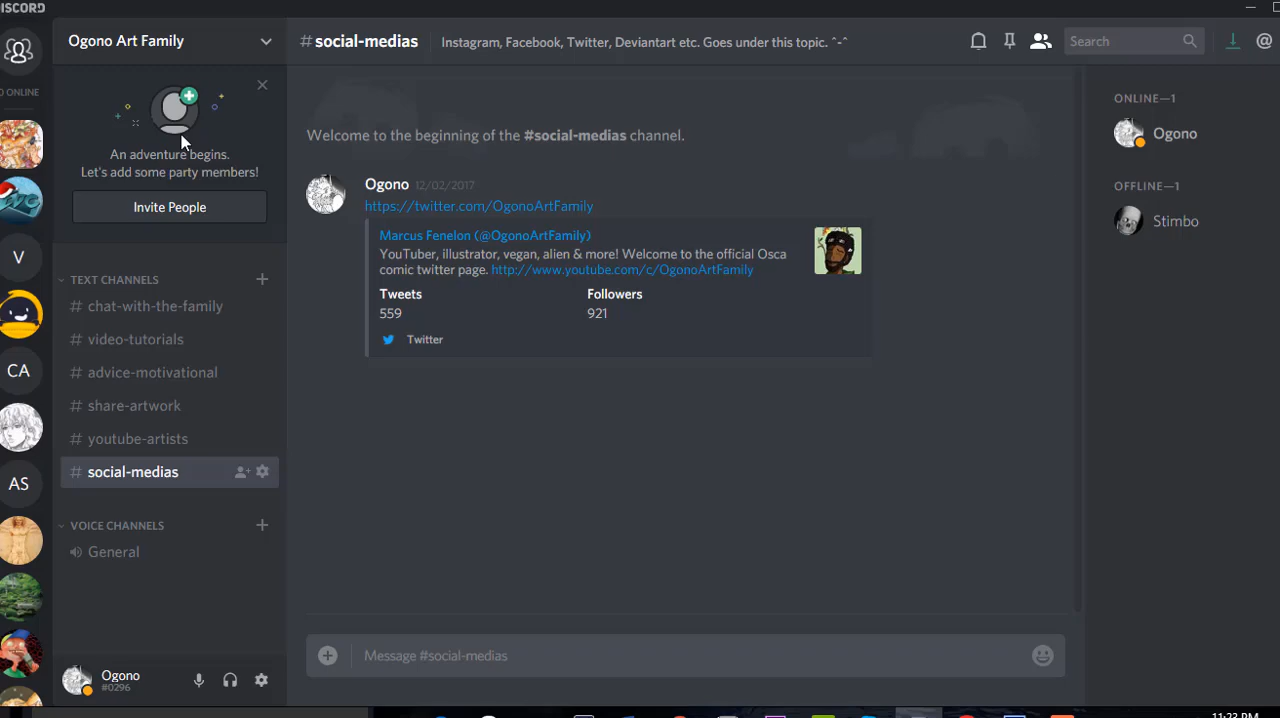 DISCORD
Ogono Art Family
#social-medias
Instagram, Facebook, Twitter, Deviantart etc. Goes under this topic. ^-^
Search
@
ONLINE
An adventure begins.
Let's add some party members!
Invite People
V
CA
AS
TEXT CHANNELS
# chat-with-the-family
# video-tutorials
# advice-motivational
# share-artwork
# youtube-artists
# social-medias
VOICE CHANNELS
General
Ogono
#0296
Welcome to the beginning of the #social-medias channel.
Ogono 12/02/2017
https://twitter.com/OgonoArtFamily
Marcus Fenelon (@OgonoArtFamily)
YouTuber, illustrator, vegan, alien & more! Welcome to the official Osca
comic twitter page. http://www.youtube.com/c/OgonoArtFamily
Tweets
Followers
559
921
Twitter
Message #social-medias
ONLINE—1
Ogono
OFFLINE—1
Stimbo
11:23 PM